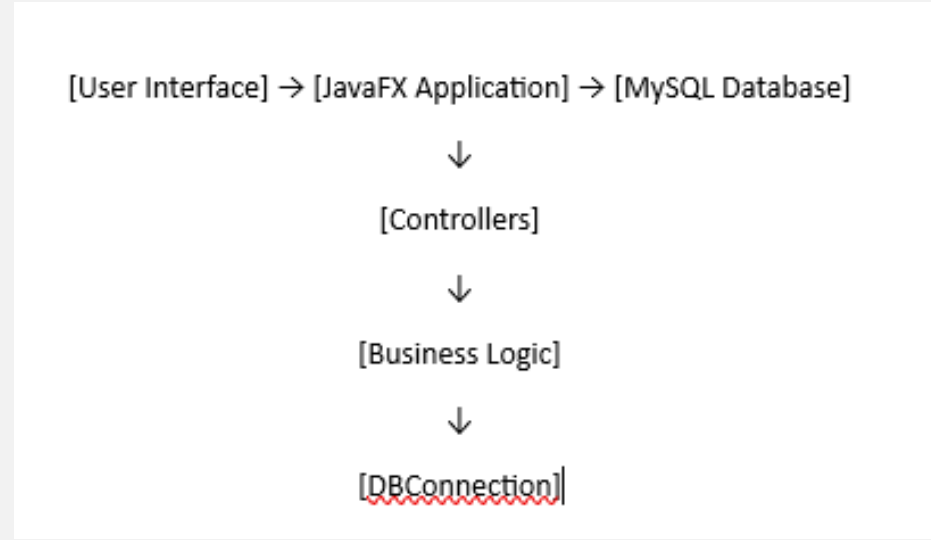 [User Interface] → [JavaFX Application] → [MySQL Database]
↓
[Controllers]
↓
[Business Logic]
↓
[DBConnection]